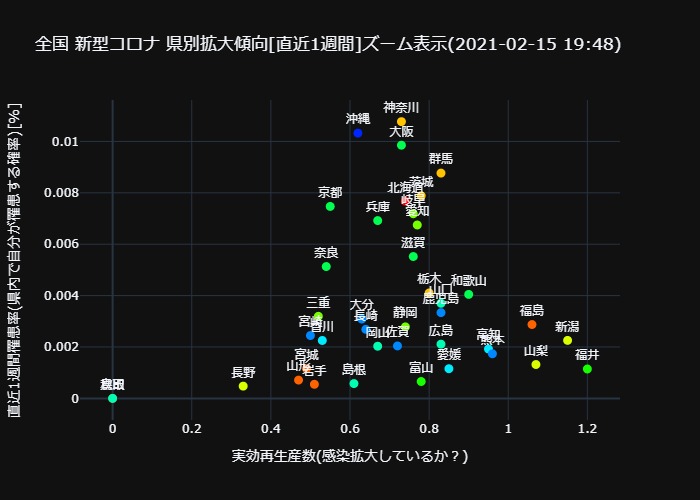 全国 新型コロナ 県別拡大傾向[直近1週間]ズーム表示(2021-02-15 19:48)
直近1週間罹患率(県内で自分が罹患する確率)[%]
0.01
0.008
0.006
0.004
0.002
0
神奈川
沖縄
大阪
群馬
茨城
北海道
岐阜
京都
兵庫
愛知
滋賀
奈良
栃木
和歌山
山口
鹿児島
三重
大分
長崎
静岡
福島
宮崎
香川
岡山
佐賀
広島
高知
熊本
新潟
宮城
山形
岩手
島根
愛媛
山梨
福井
長野
富山
0
0.2
0.4
0.6
0.8
1
1.2
実効再生産数(感染拡大しているか？)